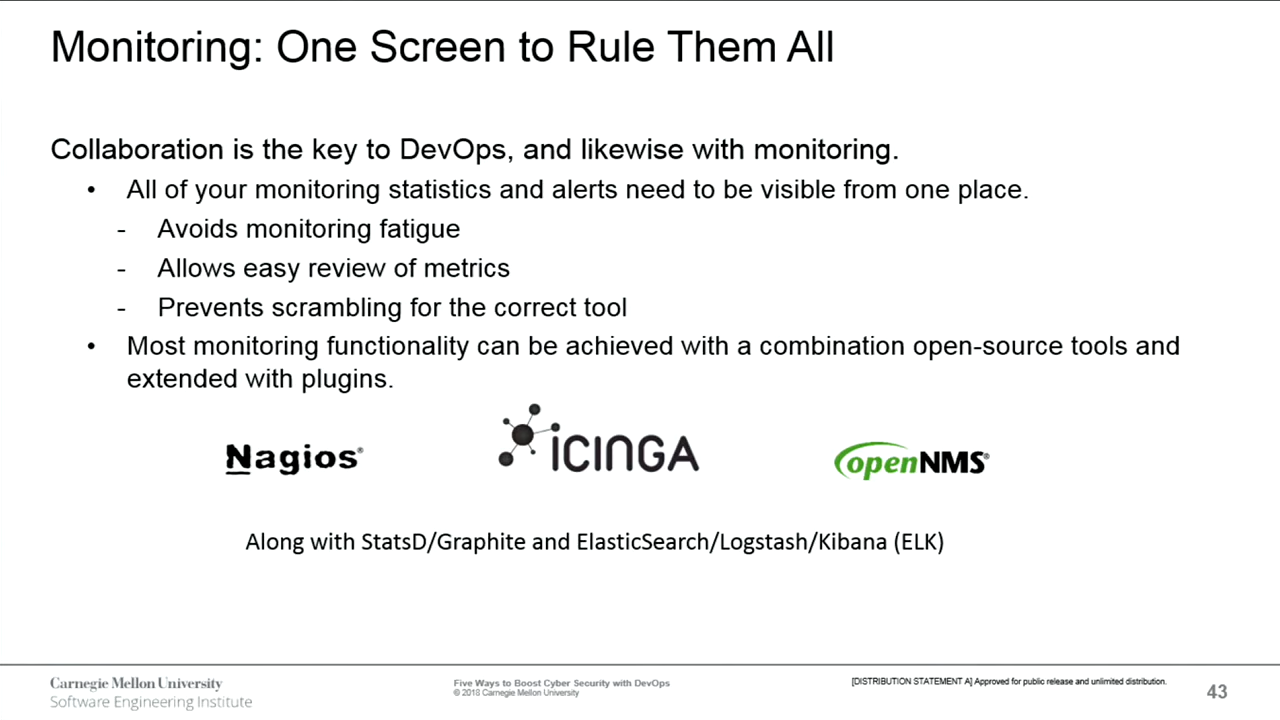 Monitoring: One Screen to Rule Them All
Collaboration is the key to DevOps, and likewise with monitoring.
• All of your monitoring statistics and alerts need to be visible from one place.
- Avoids monitoring fatigue
- Allows easy review of metrics
- Prevents scrambling for the correct tool
• Most monitoring functionality can be achieved with a combination open-source tools and
extended with plugins.
Nagios®
ICINGA
openNMS®
Along with StatsD/Graphite and ElasticSearch/Logstash/Kibana (ELK)
Carnegie Mellon University
Software Engineering Institute
Five Ways to Boost Cyber Security with DevOps
© 2018 Carnegie Mellon University
[DISTRIBUTION STATEMENT A] Approved for public release and unlimited distribution.
43